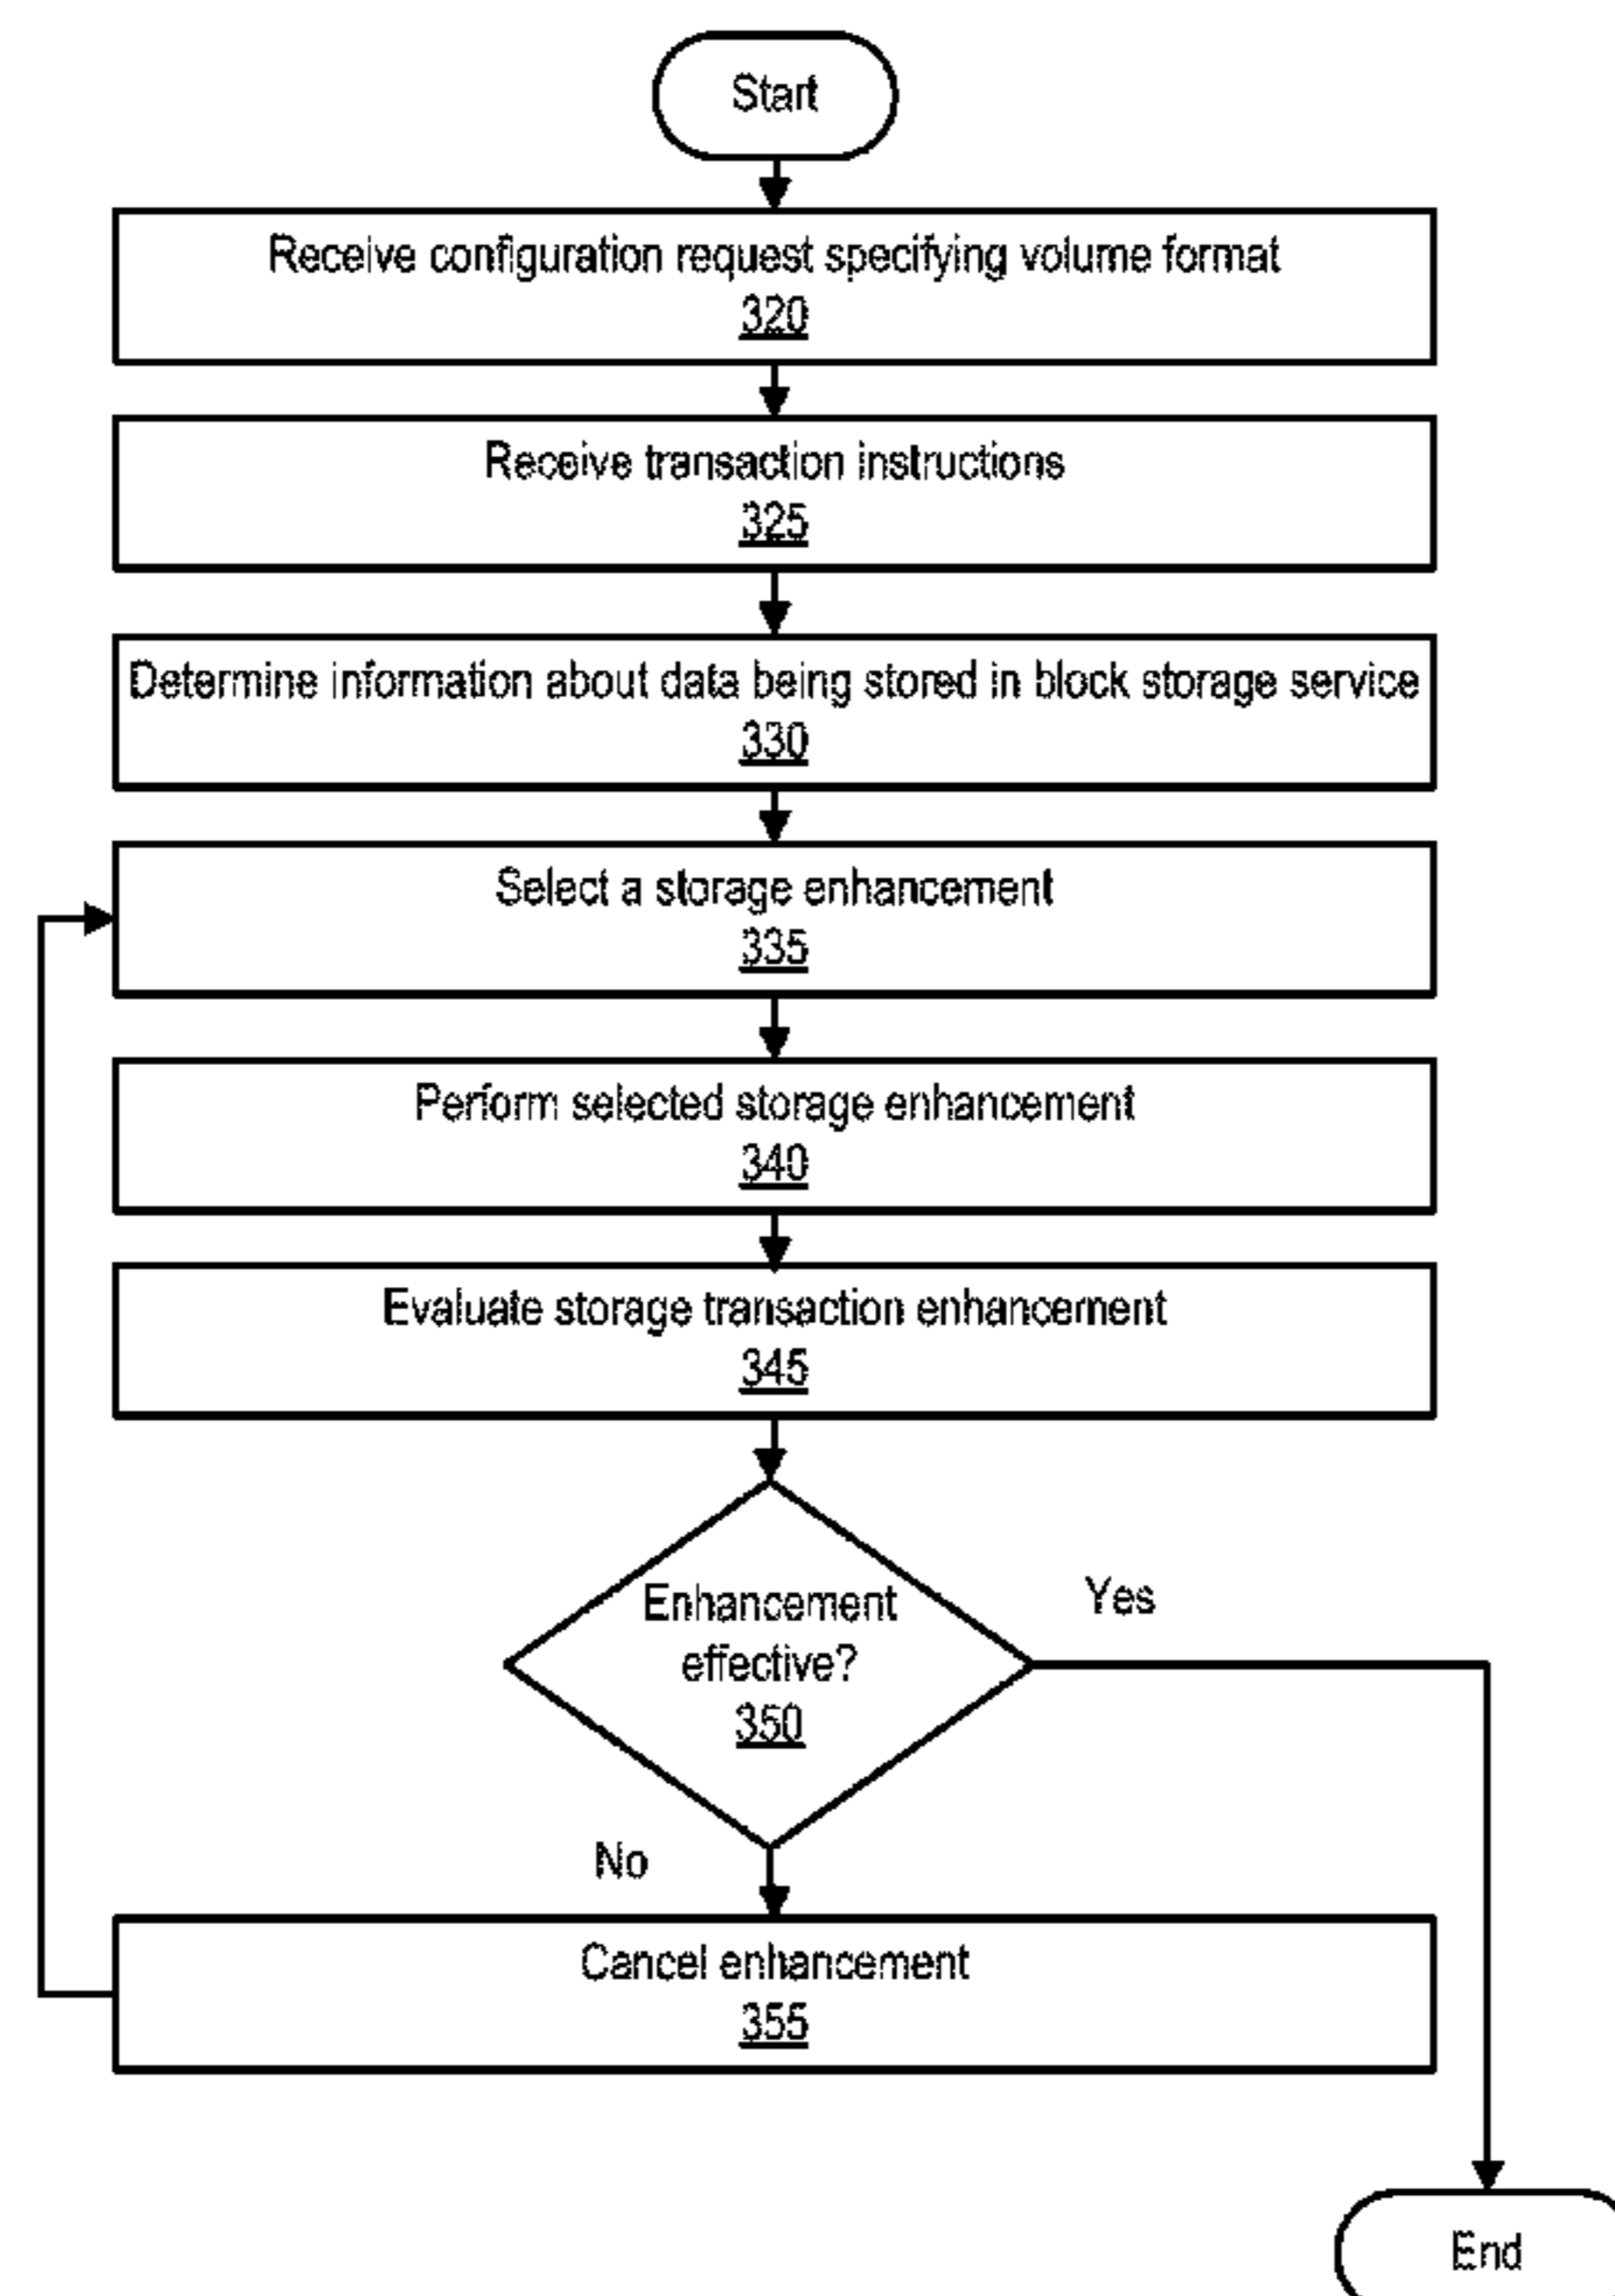 Start
Receive configuration request specifying volume format
320
Receive transaction instructions
325
Determine information about data being stored in block storage service
330
Select a storage enhancement
335
Perform selected storage enhancement
340
Evaluate storage transaction enhancement
345
Enhancement
effective?
350
Yes
No
Cancel enhancement
355
End